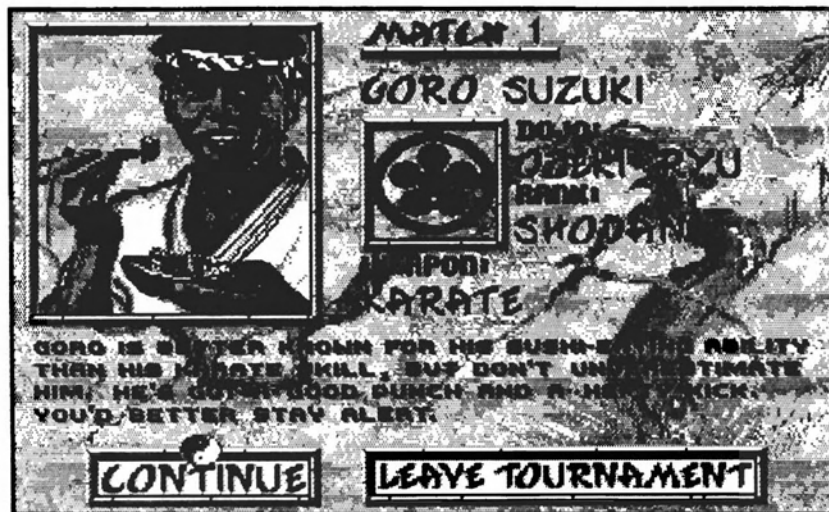 MATCH 1
GORO SUZUKI
DOJO:
RYU
RANK:
SHODAN
WEAPON:
KARATE
GORO IS BETTER KNOWN FOR HIS SUSHI-EATING ABILITY
THAN HIS KARATE SKILL, BUT DON'T UNDERESTIMATE
HIM. HE'S GOT A GOOD PUNCH AND A KICK.
YOU'D BETTER STAY ALERT.
CONTINUE
LEAVE TOURNAMENT